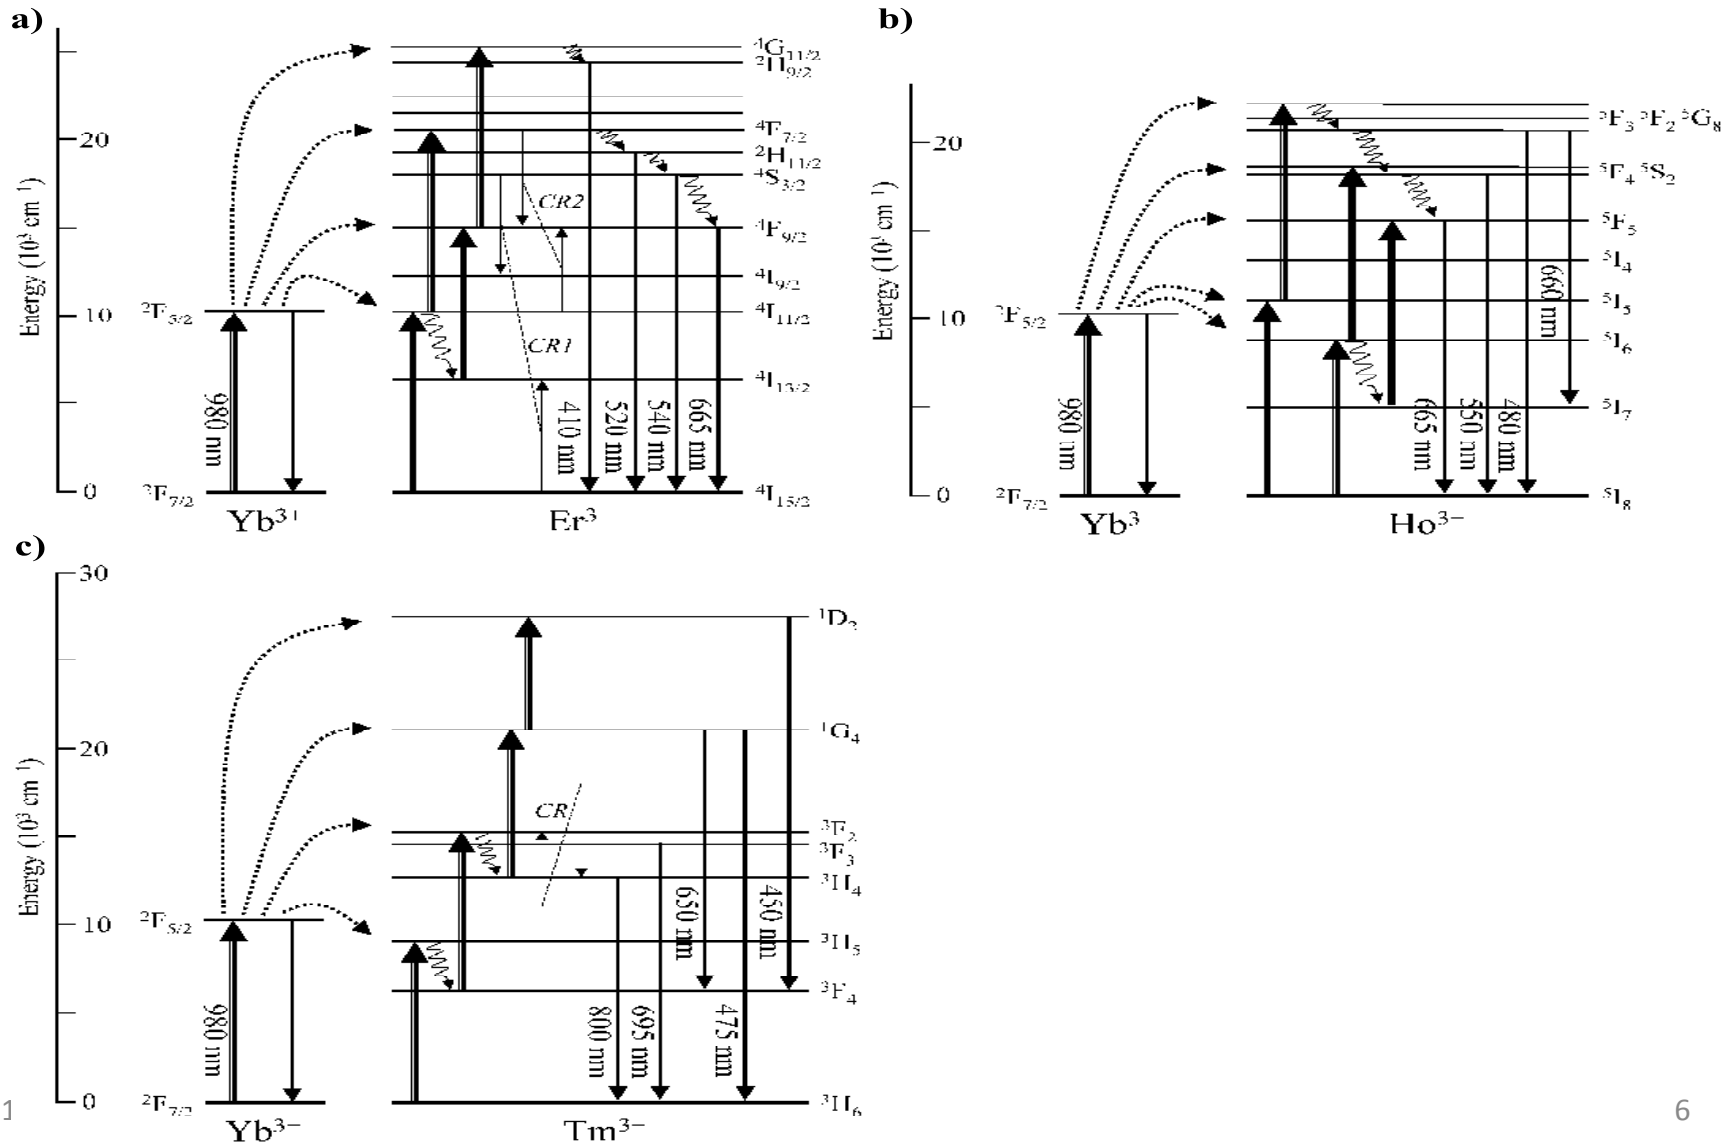 a)
Energy (10³ cm⁻¹)
20
10
0
²F₅/₂
²F₇/₂
980 nm
Yb³⁺
⁴G₁₁/₂
²H₉/₂
⁴F₇/₂
²H₁₁/₂
⁴S₃/₂
⁴F₉/₂
⁴I₉/₂
⁴I₁₁/₂
⁴I₁₃/₂
⁴I₁₅/₂
CR2
CR1
410 nm
520 nm
540 nm
665 nm
Er³
b)
Energy (10³ cm⁻¹)
20
10
0
²F₅/₂
²F₇/₂
980 nm
Yb³
⁵F₃ ³F₂ ⁵G₈
⁵F₄ ⁵S₂
⁵F₅
⁵I₄
⁵I₅
⁵I₆
⁵I₇
⁵I₈
665 nm
550 nm
480 nm
660 nm
Ho³⁻
c)
Energy (10³ cm⁻¹)
30
20
10
0
²F₅/₂
²F₇/₂
980 nm
Yb³⁻
¹D₂
¹G₄
³F₂
³F₃
³H₄
³H₅
³F₄
³H₆
CR
800 nm
695 nm
650 nm
475 nm
450 nm
Tm³⁻
1
6